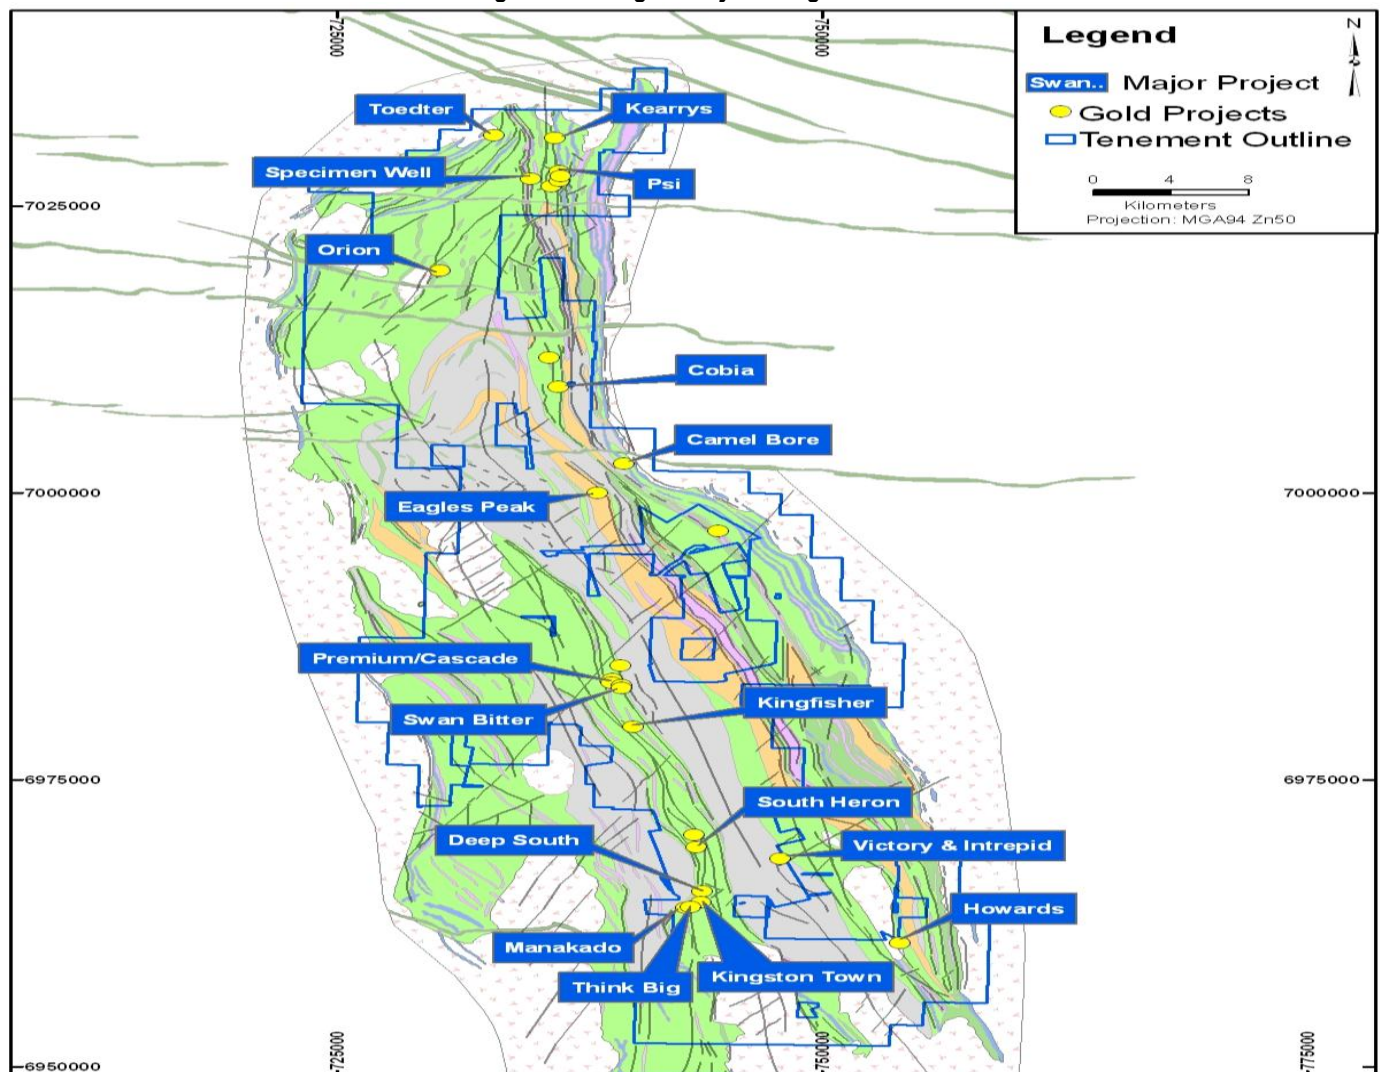 725000
750000
Legend
N
Swan.. Major Project
Gold Projects
Tenement Outline
0 4 8
Kilometers
Projection: MGA94 Zn50
Toedter
Kearrys
Specimen Well
Psi
7025000
Orion
Cobia
Camel Bore
7000000
Eagles Peak
7000000
Premium/Cascade
Kingfisher
Swan Bitter
6975000
6975000
South Heron
Deep South
Victory & Intrepid
Howards
Manakado
Kingston Town
Think Big
725000
750000
775000
6950000